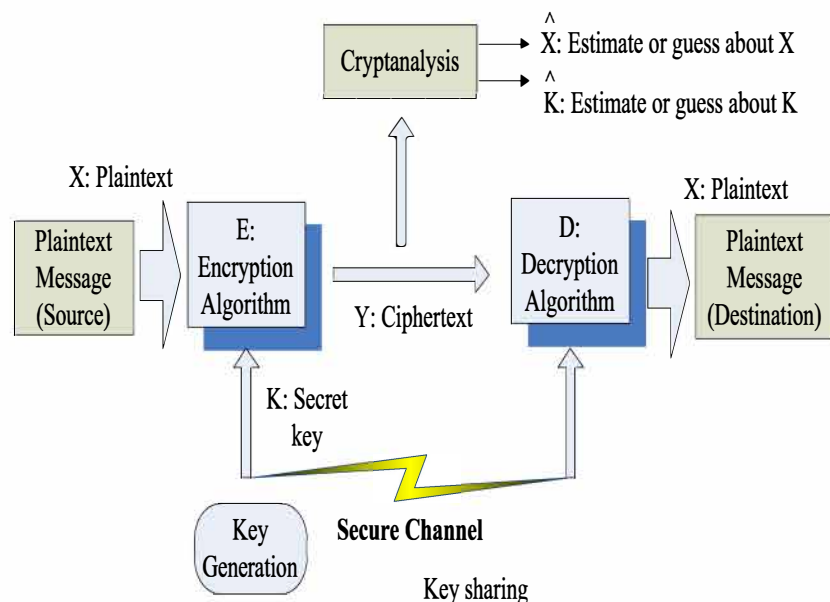 ^
X: Estimate or guess about X
Cryptanalysis
^
K: Estimate or guess about K
X: Plaintext
X: Plaintext
Plaintext
Message
(Source)
E:
Encryption
Algorithm
D:
Decryption
Algorithm
Plaintext
Message
(Destination)
Y: Ciphertext
K: Secret
key
Key
Generation
Secure Channel
Key sharing